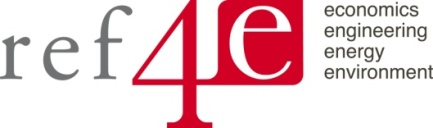 ref4e
economics
engineering
energy
environment